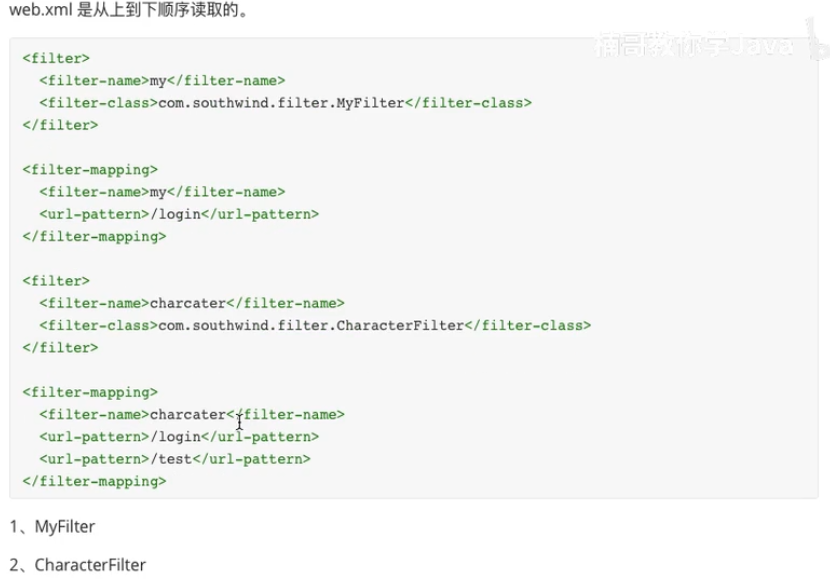 web.xml 是从上到下顺序读取的。
楠哥教你学Java
<filter>
  <filter-name>my</filter-name>
  <filter-class>com.southwind.filter.MyFilter</filter-class>
</filter>

<filter-mapping>
  <filter-name>my</filter-name>
  <url-pattern>/login</url-pattern>
</filter-mapping>

<filter>
  <filter-name>charcater</filter-name>
  <filter-class>com.southwind.filter.CharacterFilter</filter-class>
</filter>

<filter-mapping>
  <filter-name>charcater</filter-name>
  <url-pattern>/login</url-pattern>
  <url-pattern>/test</url-pattern>
</filter-mapping>
1、MyFilter
2、CharacterFilter